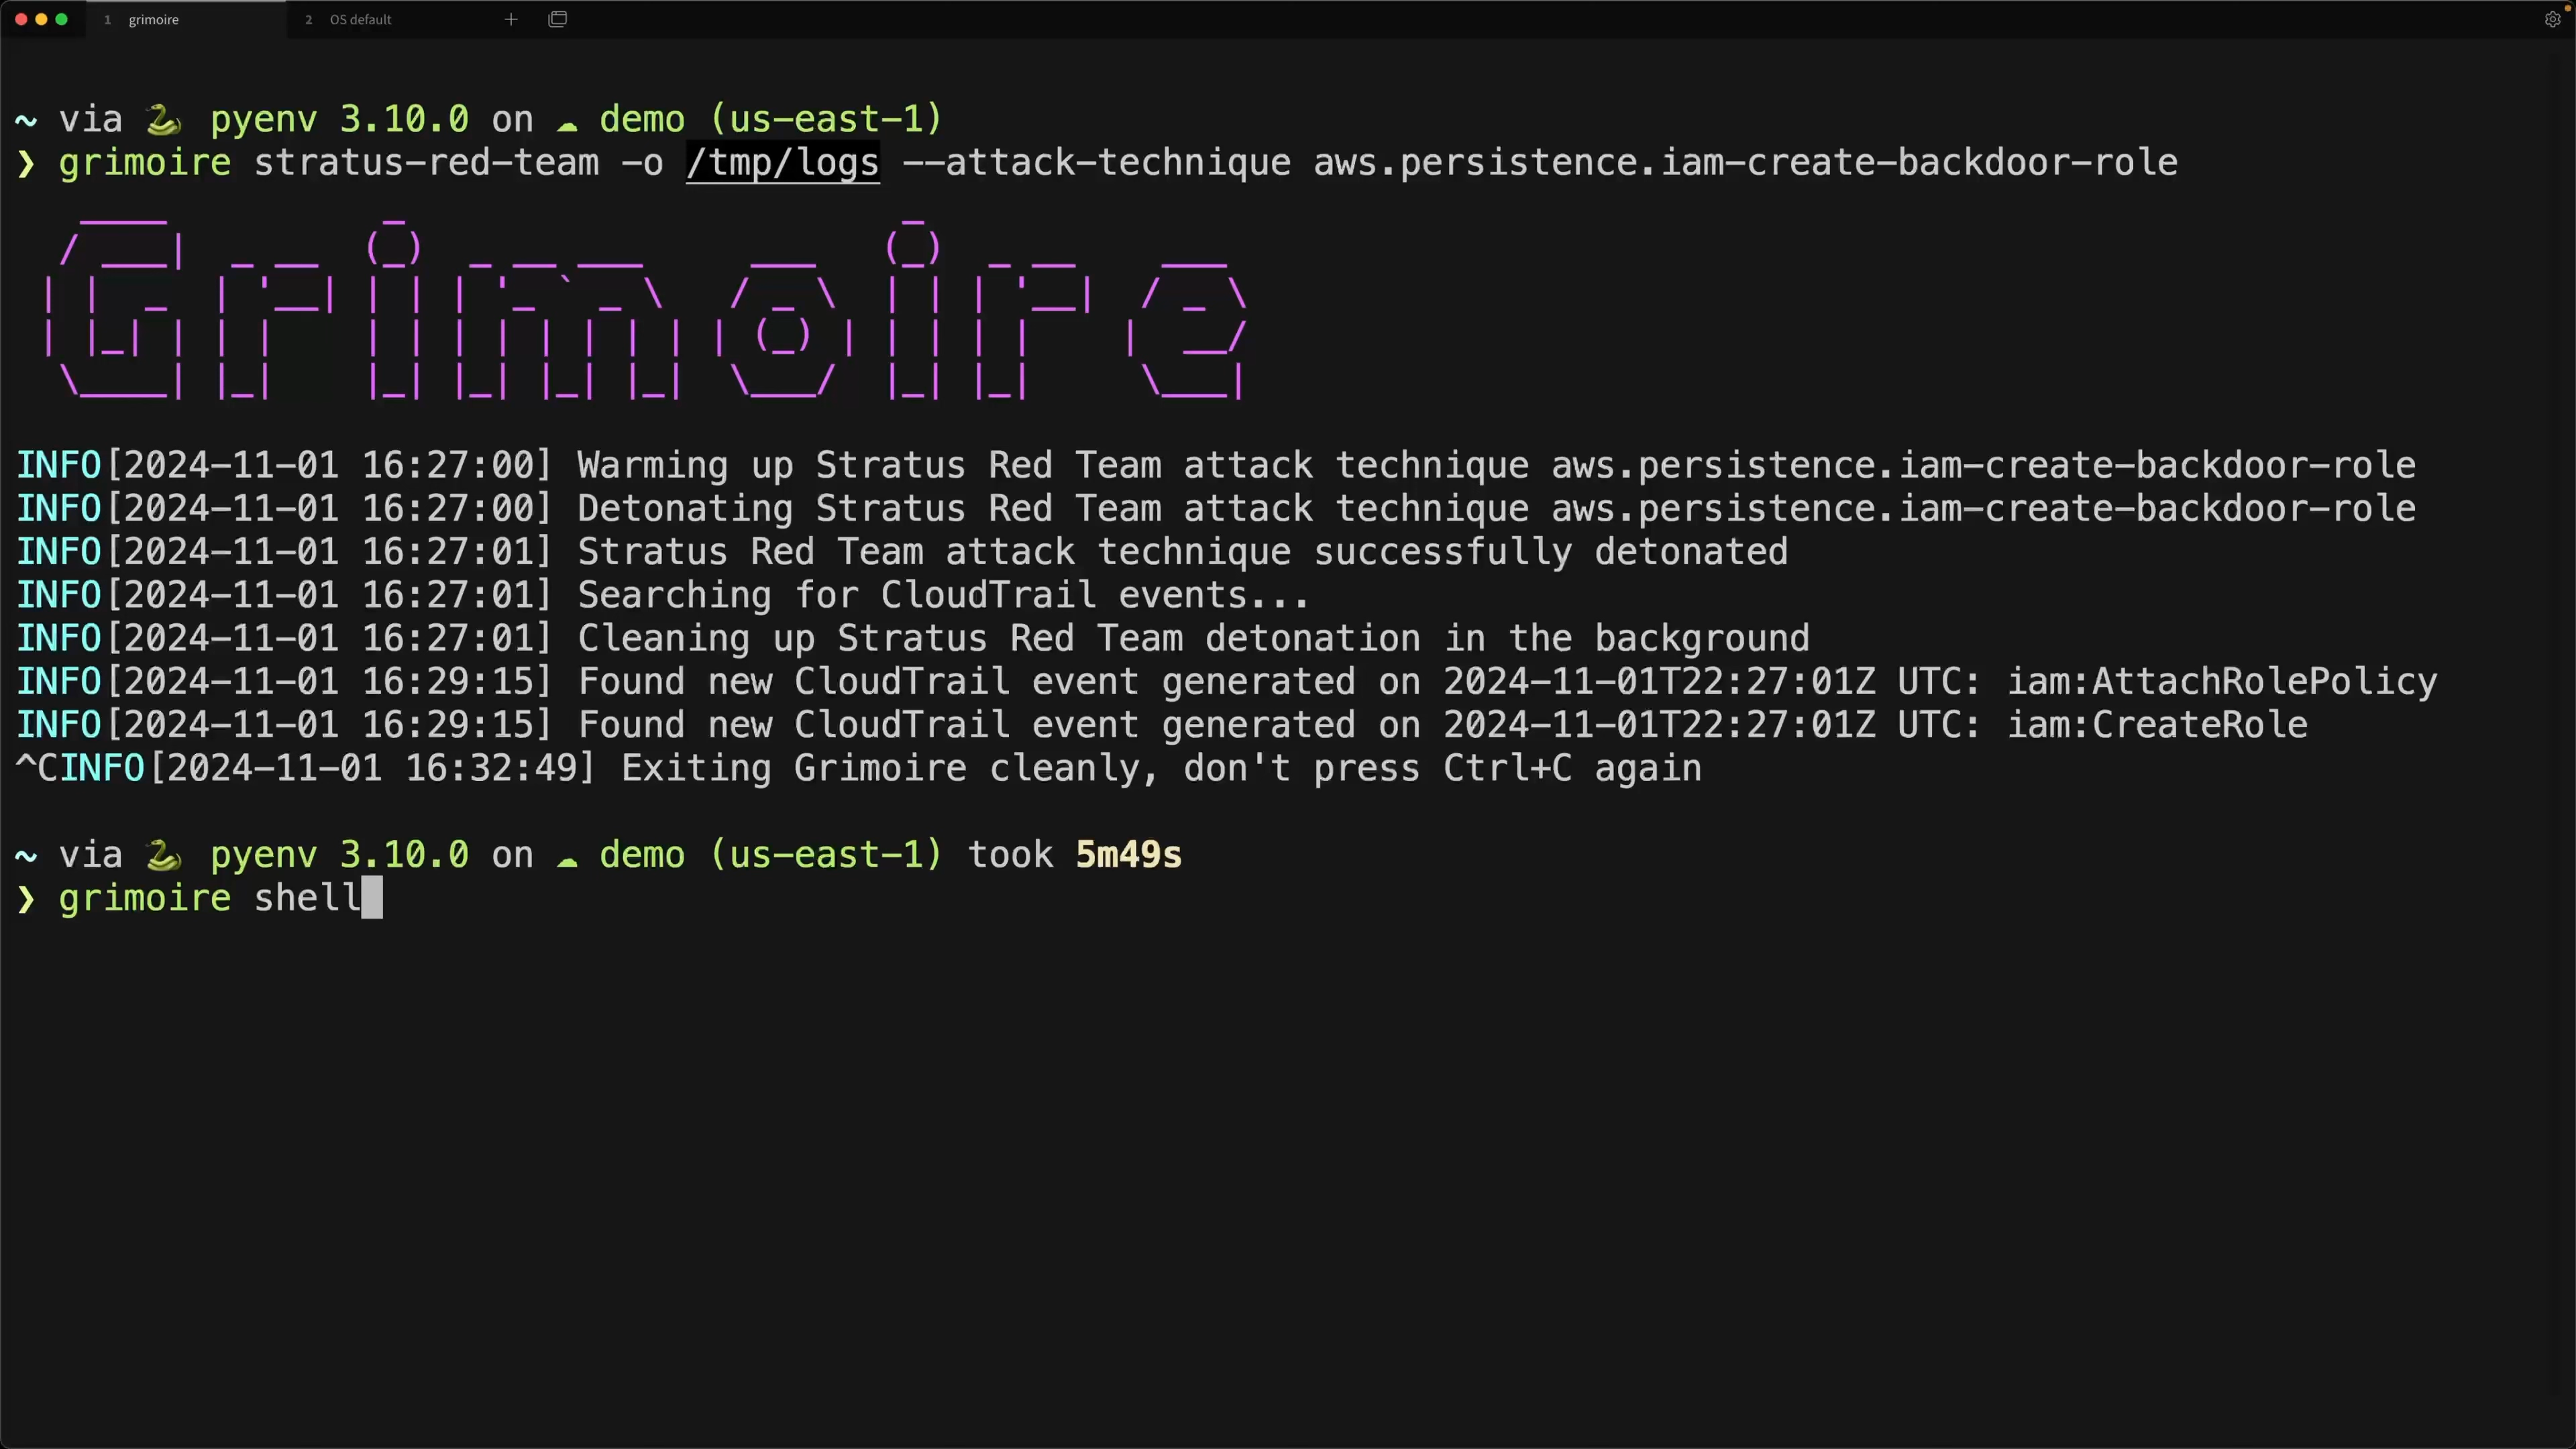 1 grimoire 2 OS default +
~ via 🐍 pyenv 3.10.0 on ☁ demo (us-east-1)
❯ grimoire stratus-red-team -o /tmp/logs --attack-technique aws.persistence.iam-create-backdoor-role
Grimoire
INFO[2024-11-01 16:27:00] Warming up Stratus Red Team attack technique aws.persistence.iam-create-backdoor-role
INFO[2024-11-01 16:27:00] Detonating Stratus Red Team attack technique aws.persistence.iam-create-backdoor-role
INFO[2024-11-01 16:27:01] Stratus Red Team attack technique successfully detonated
INFO[2024-11-01 16:27:01] Searching for CloudTrail events...
INFO[2024-11-01 16:27:01] Cleaning up Stratus Red Team detonation in the background
INFO[2024-11-01 16:29:15] Found new CloudTrail event generated on 2024-11-01T22:27:01Z UTC: iam:AttachRolePolicy
INFO[2024-11-01 16:29:15] Found new CloudTrail event generated on 2024-11-01T22:27:01Z UTC: iam:CreateRole
^CINFO[2024-11-01 16:32:49] Exiting Grimoire cleanly, don't press Ctrl+C again
~ via 🐍 pyenv 3.10.0 on ☁ demo (us-east-1) took 5m49s
❯ grimoire shell